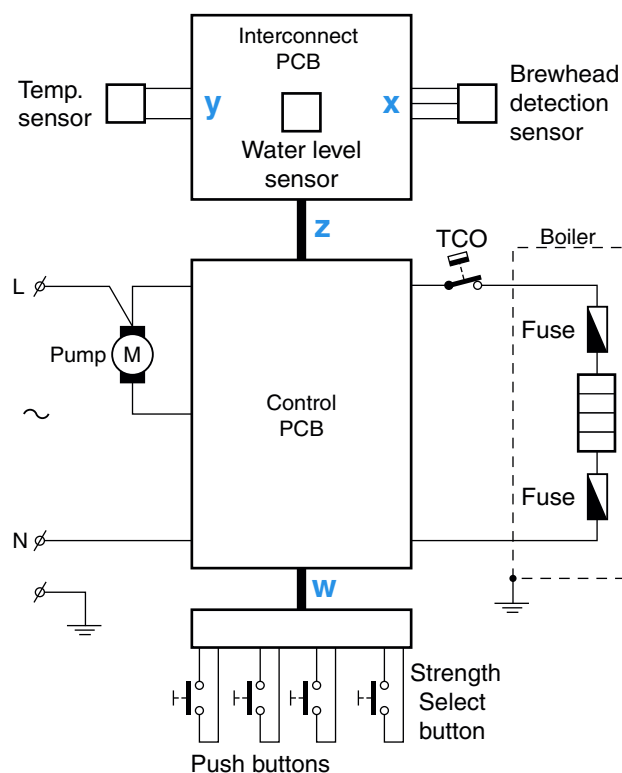 Interconnect
PCB
Temp.
sensor
y
x
Brewhead
detection
sensor
Water level
sensor
z
TCO
Boiler
L
Fuse
Pump
M
Control
PCB
Fuse
N
w
Strength
Select
button
Push buttons